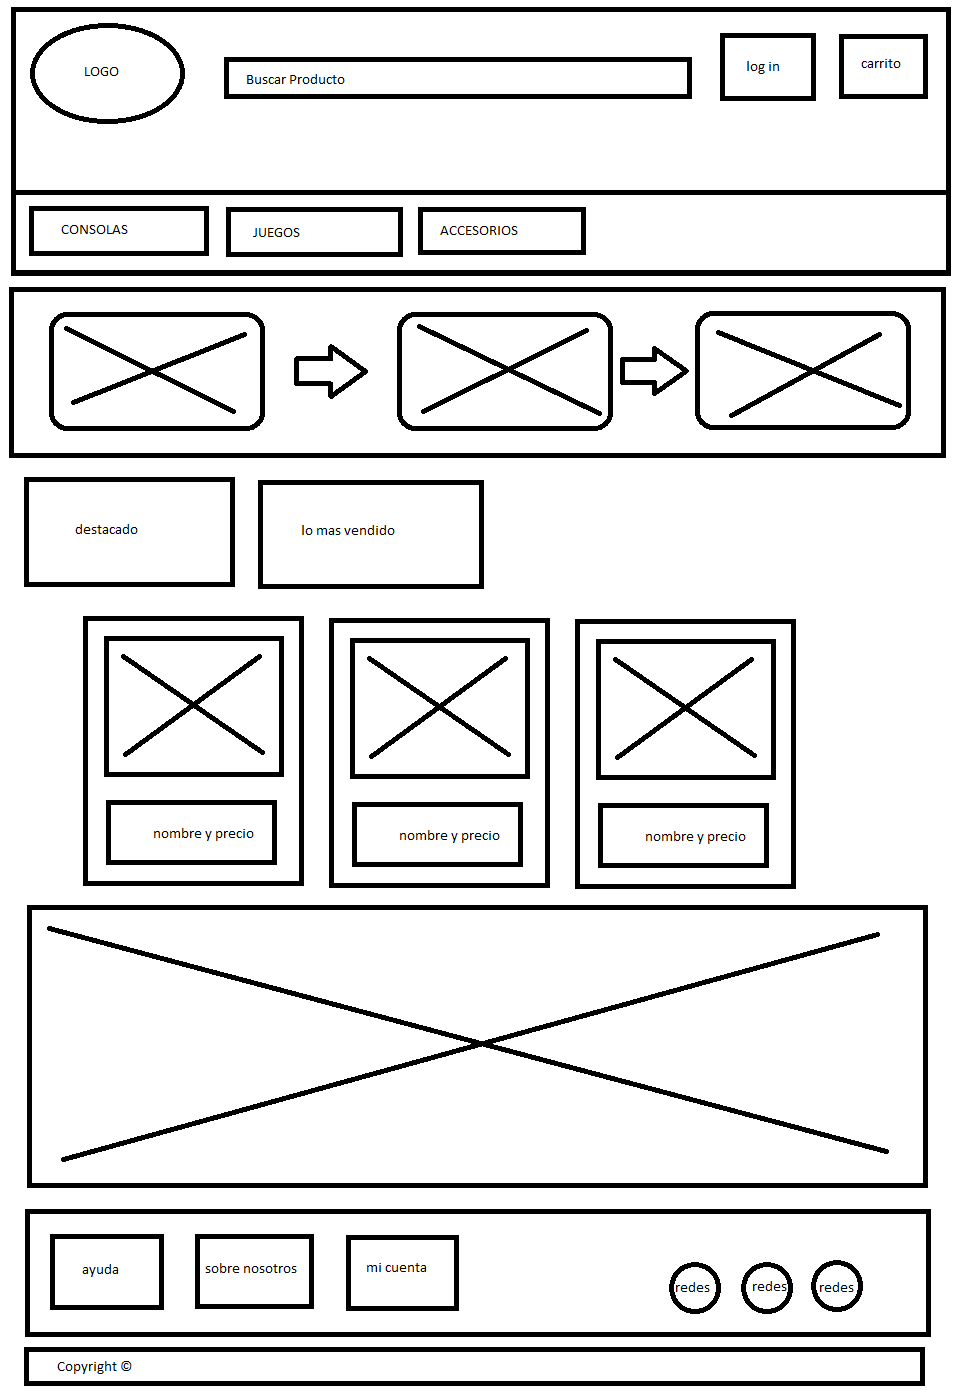 LOGO
Buscar Producto
log in
carrito
CONSOLAS
JUEGOS
ACCESORIOS
destacado
lo mas vendido
nombre y precio
nombre y precio
nombre y precio
ayuda
sobre nosotros
mi cuenta
redes
redes
redes
Copyright ©